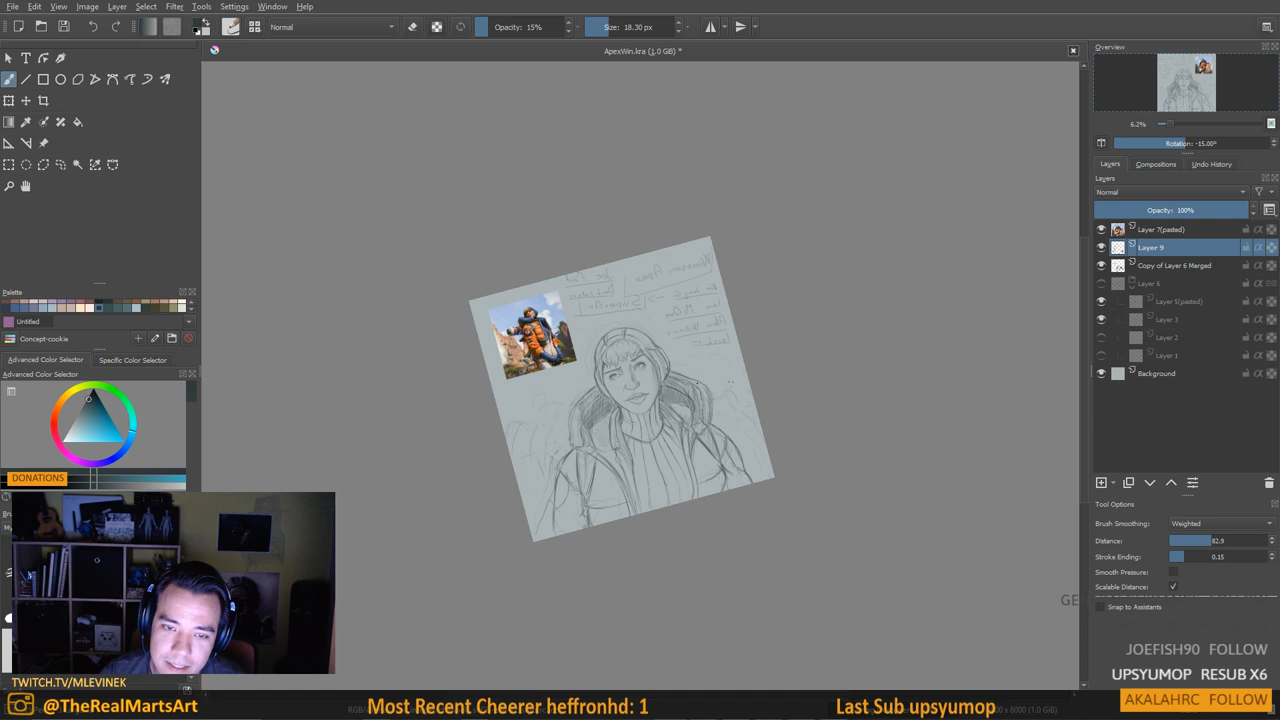 File Edit View Image Layer Select Filter Tools Settings Window Help
Normal
Opacity: 15%
Size: 18.30 px
ApexWin.kra (1.0 GB) *
Overview
6.2%
Rotation: -15.00°
Layers Compositions Undo History
Layers
Normal
Opacity: 100%
Layer 7(pasted)
Layer 9
Copy of Layer 6 Merged
Layer 6
Layer 5(pasted)
Layer 3
Layer 2
Layer 1
Background
Palette
Untitled
Concept-cookie
Advanced Color Selector Specific Color Selector
Advanced Color Selector
DONATIONS
Tool Options
Brush Smoothing: Weighted
Distance: 82.9
Stroke Ending: 0.15
Smooth Pressure:
Scalable Distance:
Snap to Assistants
GE
JOEFISH90 FOLLOW
UPSYUMOP RESUB X6
AKALAHRC FOLLOW
TWITCH.TV/MLEVINEK
@TheRealMartsArt
Most Recent Cheerer heffronhd: 1
Last Sub upsyumop